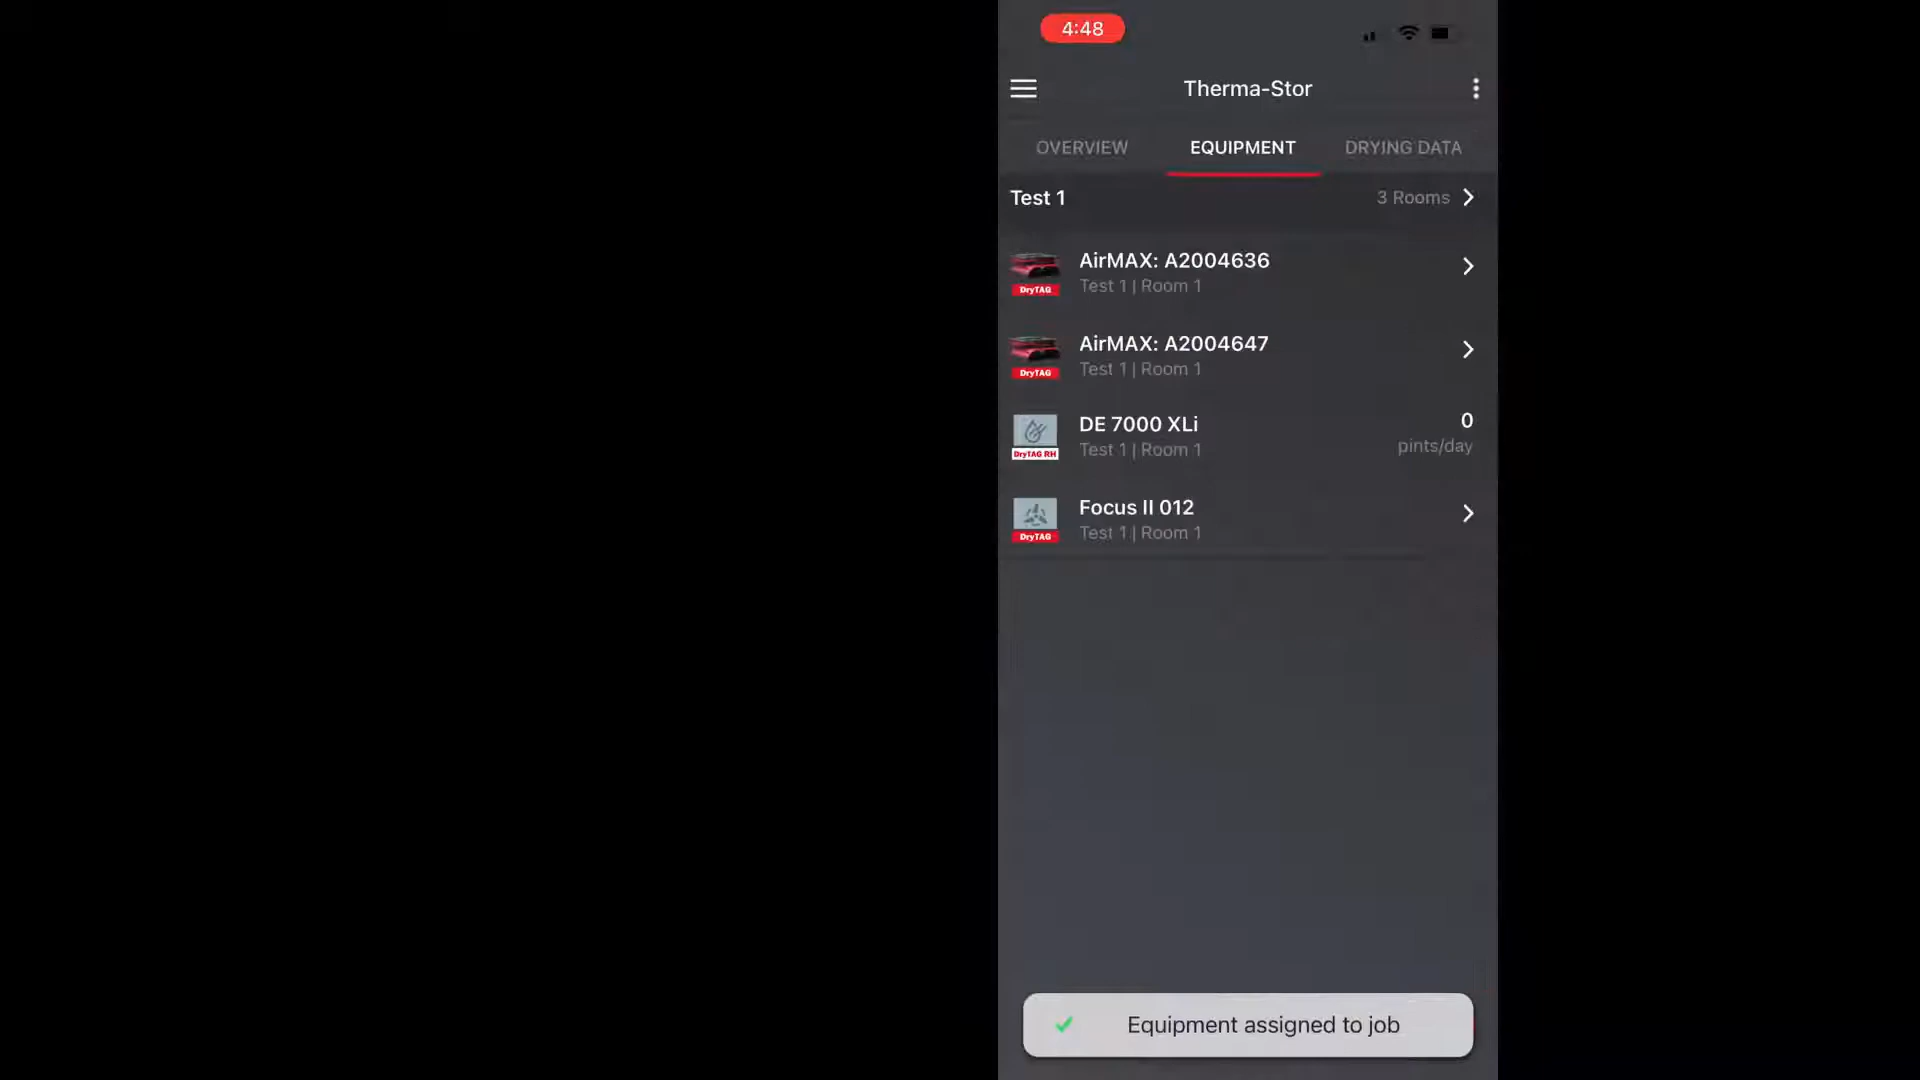 4:48
Therma-Stor
OVERVIEW EQUIPMENT DRYING DATA
Test 1 3 Rooms
AirMAX: A2004636
Test 1 | Room 1
DryTAG
AirMAX: A2004647
Test 1 | Room 1
DryTAG
DE 7000 XLi 0
Test 1 | Room 1 pints/day
DryTAG RH
Focus II 012
Test 1 | Room 1
DryTAG
Equipment assigned to job